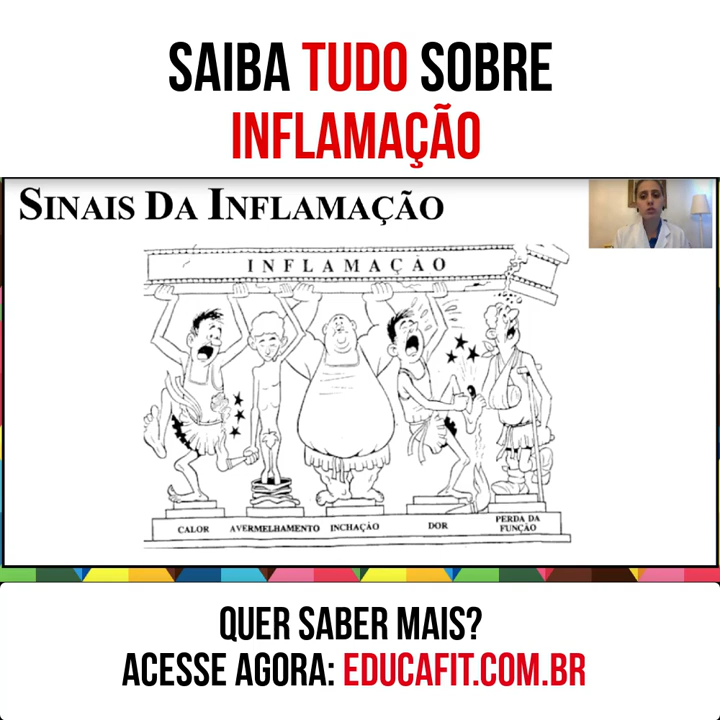 SAIBA TUDO SOBRE
INFLAMAÇÃO
SINAIS DA INFLAMAÇÃO
INFLAMAÇÃO
CALOR AVERMELHAMENTO INCHAÇÃO DOR PERDA DA
FUNÇÃO
QUER SABER MAIS?
ACESSE AGORA: EDUCAFIT.COM.BR